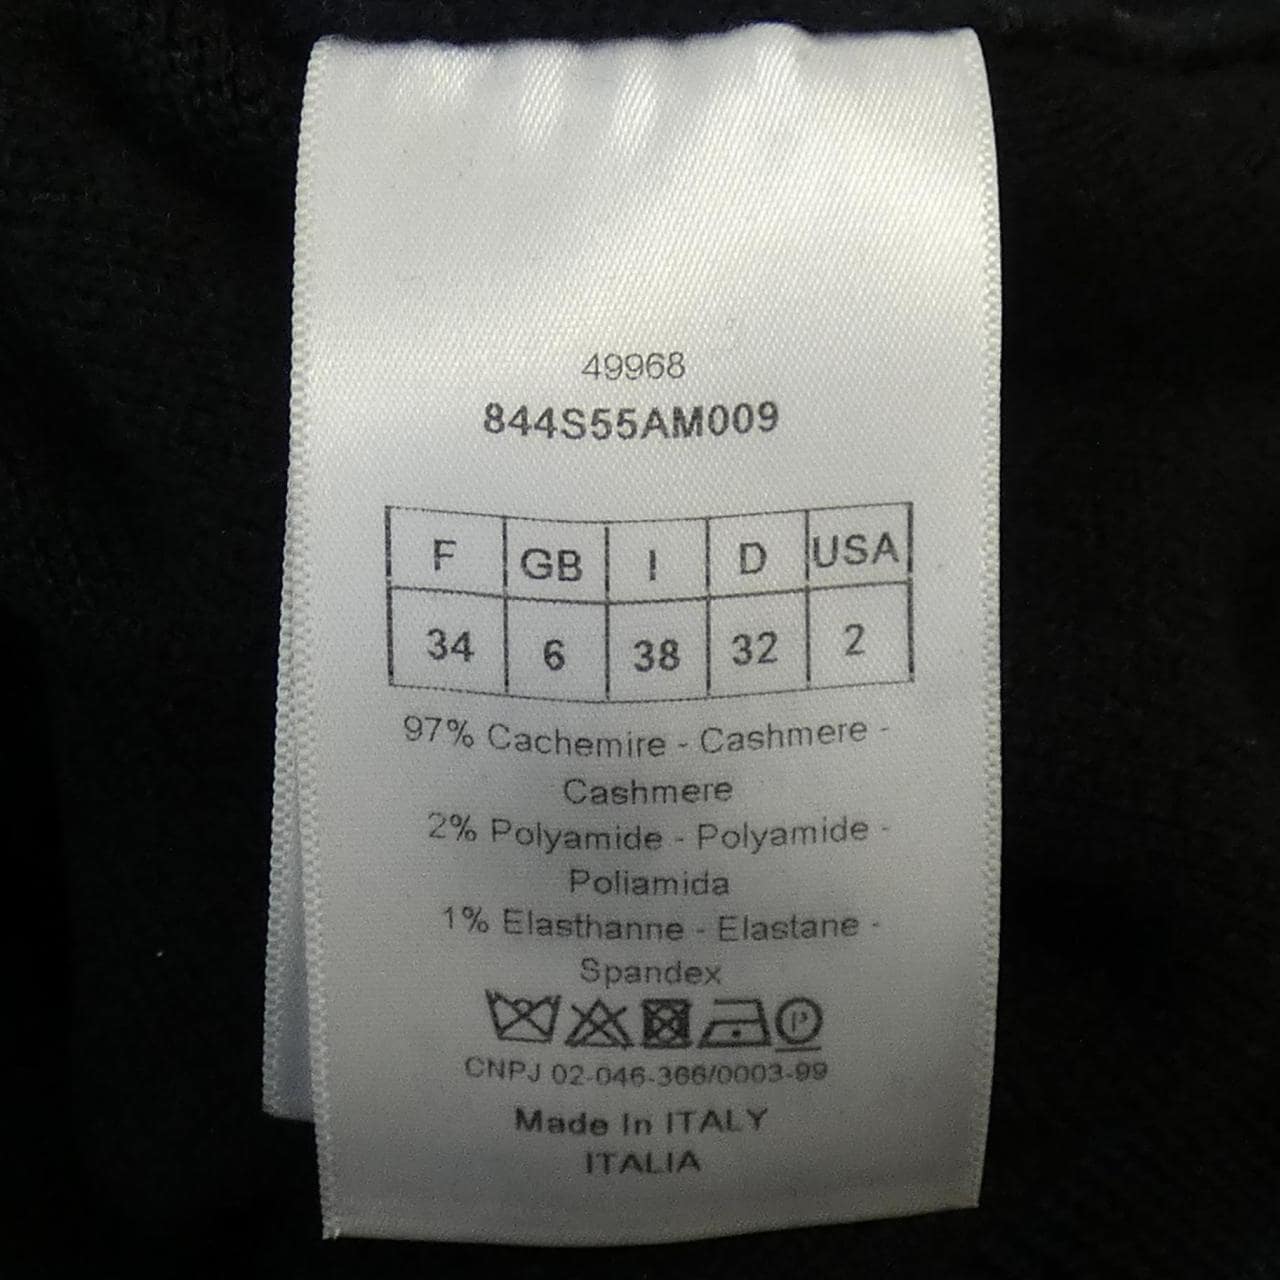 49968
844S55AM009
F GB I D USA
34 6 38 32 2
97% Cachemire - Cashmere -
Cashmere
2% Polyamide - Polyamide -
Poliamida
1% Elasthanne - Elastane -
Spandex
P
CNPJ 02-046-366/0003-99
Made In ITALY
ITALIA